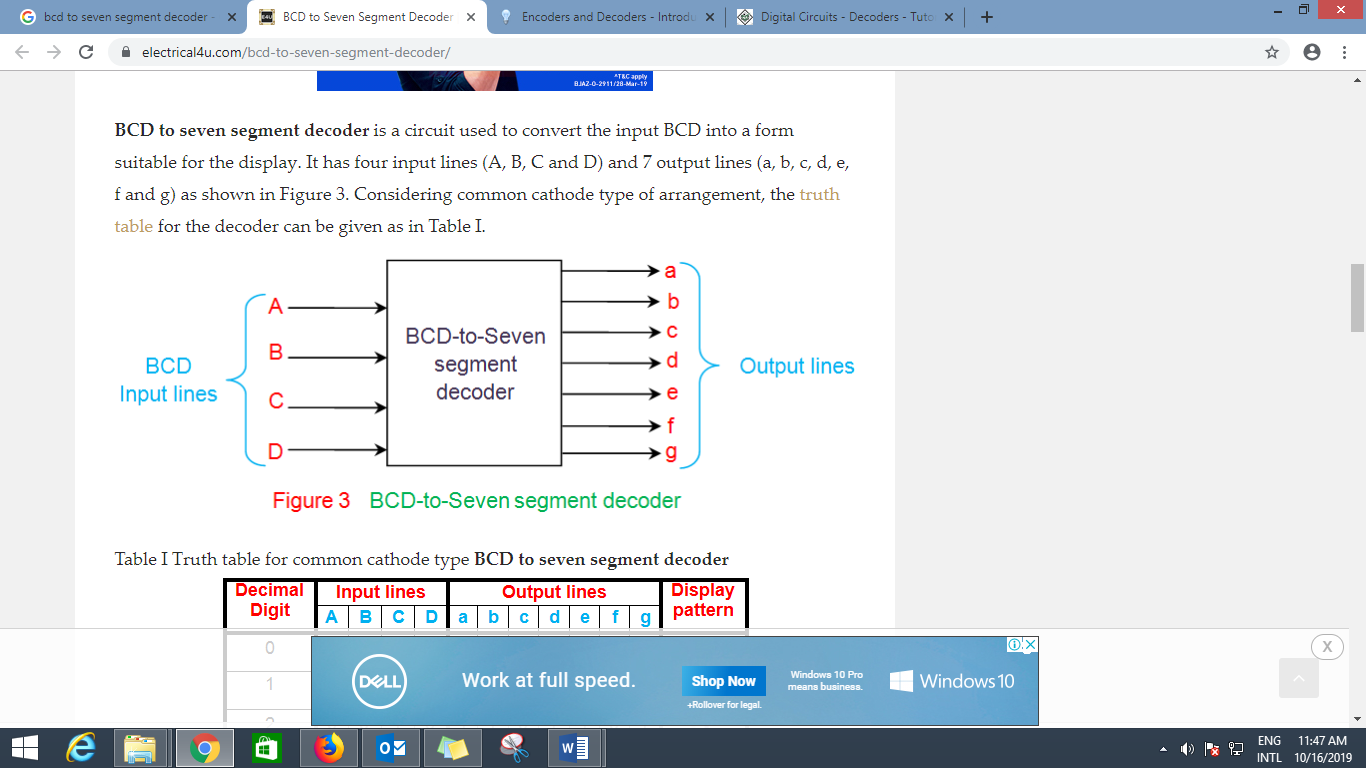 bcd to seven segment decoder -
BCD to Seven Segment Decoder
Encoders and Decoders - Introdu
Digital Circuits - Decoders - Tuto
electrical4u.com/bcd-to-seven-segment-decoder/
^T&C apply
BJAZ-O-2911/28-Mar-19
BCD to seven segment decoder is a circuit used to convert the input BCD into a form
suitable for the display. It has four input lines (A, B, C and D) and 7 output lines (a, b, c, d, e,
f and g) as shown in Figure 3. Considering common cathode type of arrangement, the truth
table for the decoder can be given as in Table I.
BCD
Input lines
A
B
C
D
BCD-to-Seven
segment
decoder
a
b
c
d
e
f
g
Output lines
Figure 3 BCD-to-Seven segment decoder
Table I Truth table for common cathode type BCD to seven segment decoder
Decimal Digit Input lines Output lines Display pattern
A B C D a b c d e f g
0
1
DELL
Work at full speed.
Shop Now
+Rollover for legal.
Windows 10 Pro
means business.
Windows 10
X
ENG 11:47 AM
INTL 10/16/2019